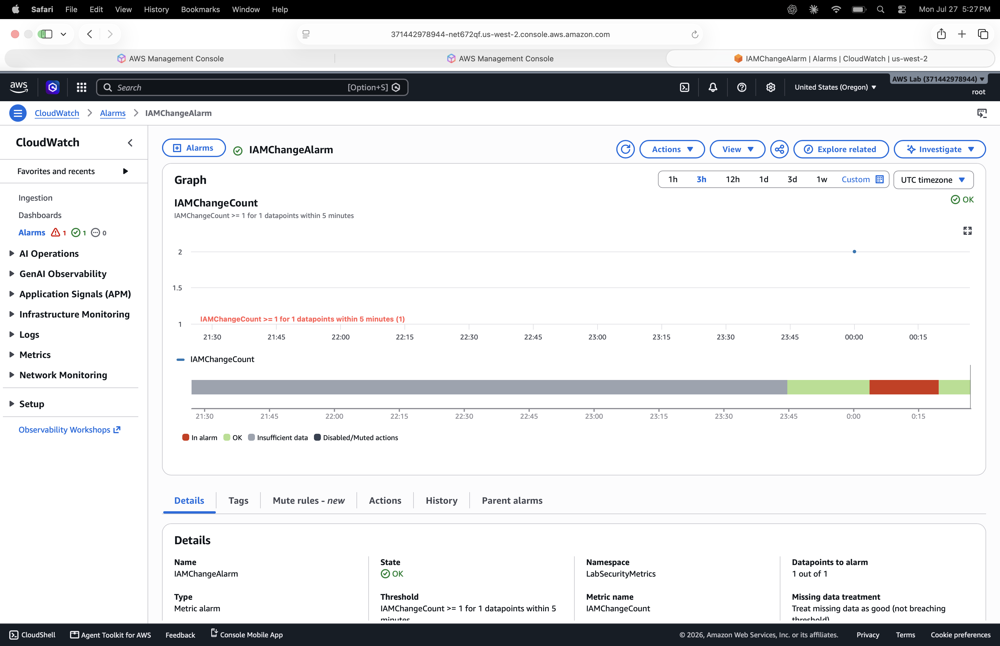 Safari File Edit View History Bookmarks Window Help Mon Jul 27 5:27 PM
371442978944-net672qf.us-west-2.console.aws.amazon.com
AWS Management Console AWS Management Console IAMChangeAlarm | Alarms | CloudWatch | us-west-2
aws Search [Option+S] United States (Oregon) AWS Lab (371442978944)
root
CloudWatch Alarms IAMChangeAlarm
CloudWatch
Favorites and recents
Ingestion
Dashboards
Alarms 1 1 0
AI Operations
GenAI Observability
Application Signals (APM)
Infrastructure Monitoring
Logs
Metrics
Network Monitoring
Setup
Observability Workshops
Alarms IAMChangeAlarm Actions View Explore related Investigate
Graph 1h 3h 12h 1d 3d 1w Custom UTC timezone
IAMChangeCount OK
IAMChangeCount >= 1 for 1 datapoints within 5 minutes
2
1.5
IAMChangeCount >= 1 for 1 datapoints within 5 minutes (1)
1
21:30 21:45 22:00 22:15 22:30 22:45 23:00 23:15 23:30 23:45 00:00 00:15
IAMChangeCount
21:30 21:45 22:00 22:15 22:30 22:45 23:00 23:15 23:30 23:45 0:00 0:15
In alarm OK Insufficient data Disabled/Muted actions
Details Tags Mute rules - new Actions History Parent alarms
Details
Name
IAMChangeAlarm
Type
Metric alarm
State
OK
Threshold
IAMChangeCount >= 1 for 1 datapoints within 5
minutes
Namespace
LabSecurityMetrics
Metric name
IAMChangeCount
Datapoints to alarm
1 out of 1
Missing data treatment
Treat missing data as good (not breaching
threshold)
CloudShell Agent Toolkit for AWS Feedback Console Mobile App © 2026, Amazon Web Services, Inc. or its affiliates. Privacy Terms Cookie preferences